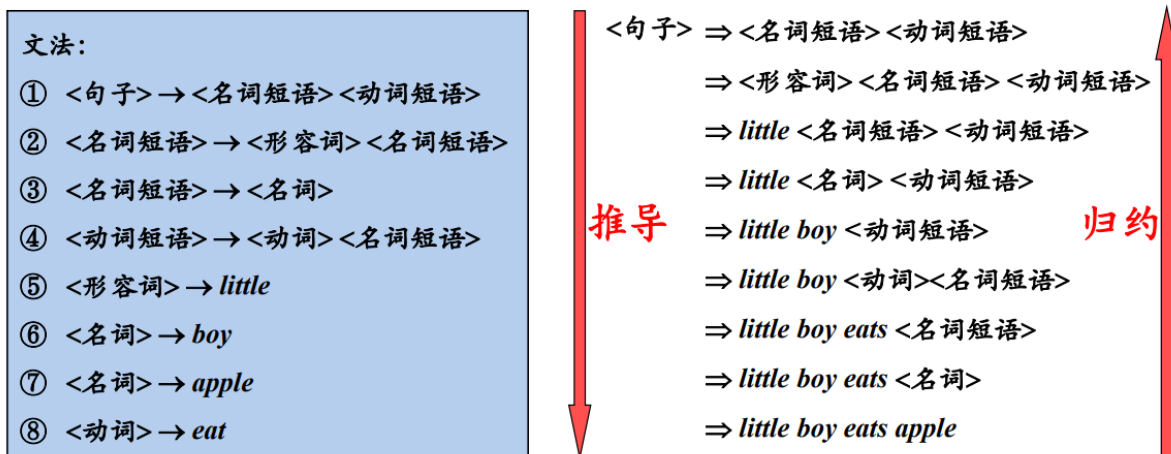 文法：
① <句子> → <名词短语> <动词短语>
② <名词短语> → <形容词> <名词短语>
③ <名词短语> → <名词>
④ <动词短语> → <动词> <名词短语>
⑤ <形容词> → little
⑥ <名词> → boy
⑦ <名词> → apple
⑧ <动词> → eat
推导
<句子> ⇒ <名词短语> <动词短语>
⇒ <形容词> <名词短语> <动词短语>
⇒ little <名词短语> <动词短语>
⇒ little <名词> <动词短语>
⇒ little boy <动词短语>
⇒ little boy <动词><名词短语>
⇒ little boy eats <名词短语>
⇒ little boy eats <名词>
⇒ little boy eats apple
归约